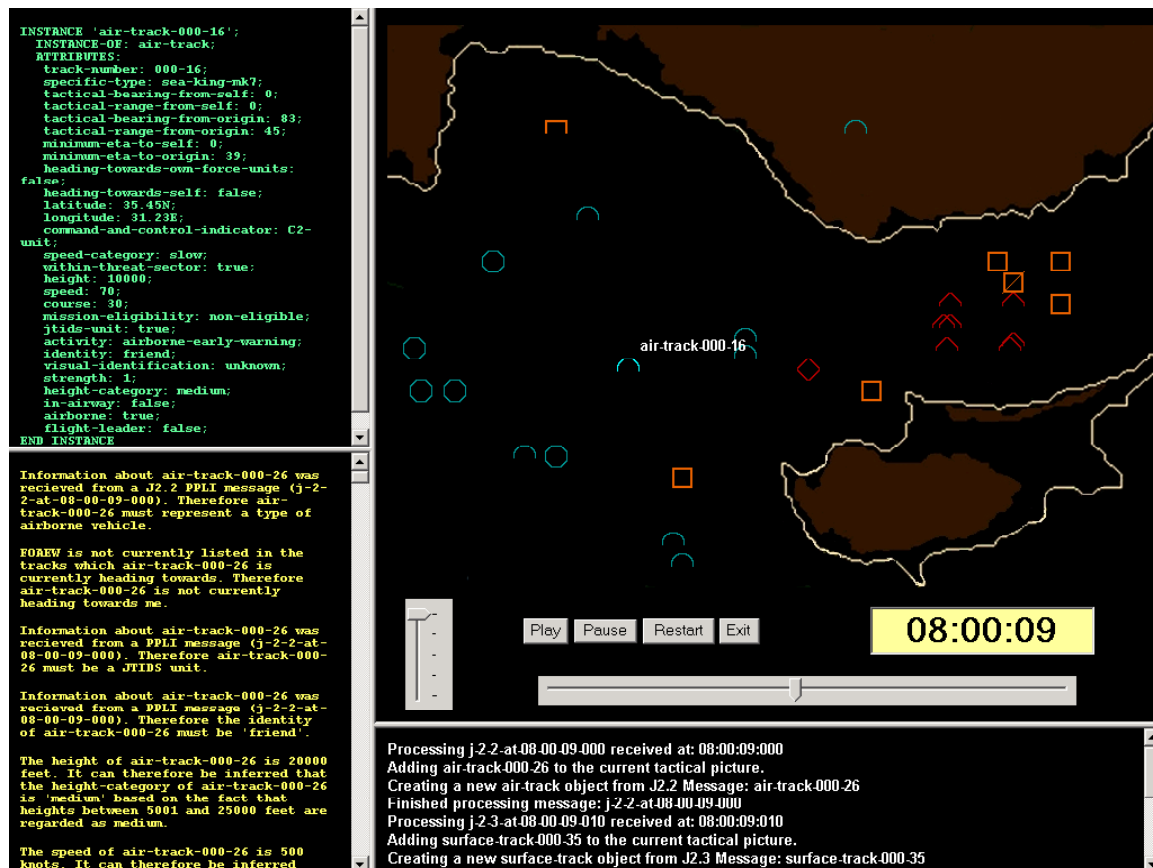 INSTANCE 'air-track-000-16';
INSTANCE-OF: air-track;
ATTRIBUTES:
track-number: 000-16;
specific-type: sea-king-mk7;
tactical-bearing-from-self: 0;
tactical-range-from-self: 0;
tactical-bearing-from-origin: 83;
tactical-range-from-origin: 45;
minimum-eta-to-self: 0;
minimum-eta-to-origin: 39;
heading-towards-own-force-units:
false;
heading-towards-self: false;
latitude: 35.45N;
longitude: 31.23E;
command-and-control-indicator: C2-
unit;
speed-category: slow;
within-threat-sector: true;
height: 10000;
speed: 70;
course: 30;
mission-eligibility: non-eligible;
jtids-unit: true;
activity: airborne-early-warning;
identity: friend;
visual-identification: unknown;
strength: 1;
height-category: medium;
in-airway: false;
airborne: true;
flight-leader: false;
END INSTANCE
Information about air-track-000-26 was
recieved from a J2.2 PPLI message (j-2-
2-at-08-00-09-000). Therefore air-
track-000-26 must represent a type of
airborne vehicle.
FOAEW is not currently listed in the
tracks which air-track-000-26 is
currently heading towards. Therefore
air-track-000-26 is not currently
heading towards me.
Information about air-track-000-26 was
recieved from a PPLI message (j-2-2-at-
08-00-09-000). Therefore air-track-000-
26 must be a JTIDS unit.
Information about air-track-000-26 was
recieved from a PPLI message (j-2-2-at-
08-00-09-000). Therefore the identity
of air-track-000-26 must be 'friend'.
The height of air-track-000-26 is 20000
feet. It can therefore be inferred that
the height-category of air-track-000-26
is 'medium' based on the fact that
heights between 5001 and 25000 feet are
regarded as medium.
The speed of air-track-000-26 is 500
knots. It can therefore be inferred
air-track-000-16
Play Pause Restart Exit
08:00:09
Processing j-2-2-at-08-00-09-000 received at: 08:00:09:000
Adding air-track-000-26 to the current tactical picture.
Creating a new air-track object from J2.2 Message: air-track-000-26
Finished processing message: j-2-2-at-08-00-09-000
Processing j-2-3-at-08-00-09-010 received at: 08:00:09:010
Adding surface-track-000-35 to the current tactical picture.
Creating a new surface-track object from J2.3 Message: surface-track-000-35